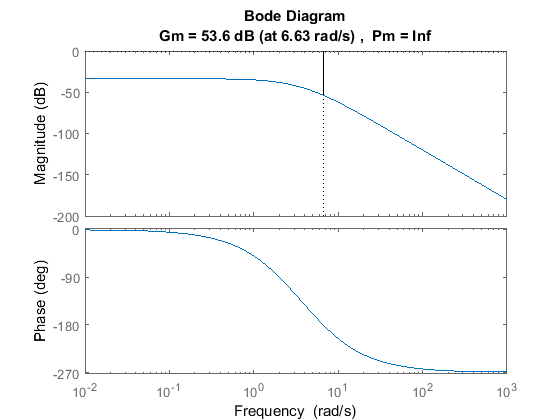 Bode Diagram
Gm = 53.6 dB (at 6.63 rad/s) ,  Pm = Inf
Magnitude (dB)
0
-50
-100
-150
-200
Phase (deg)
0
-90
-180
-270
10^-2 10^-1 10^0 10^1 10^2 10^3
Frequency  (rad/s)